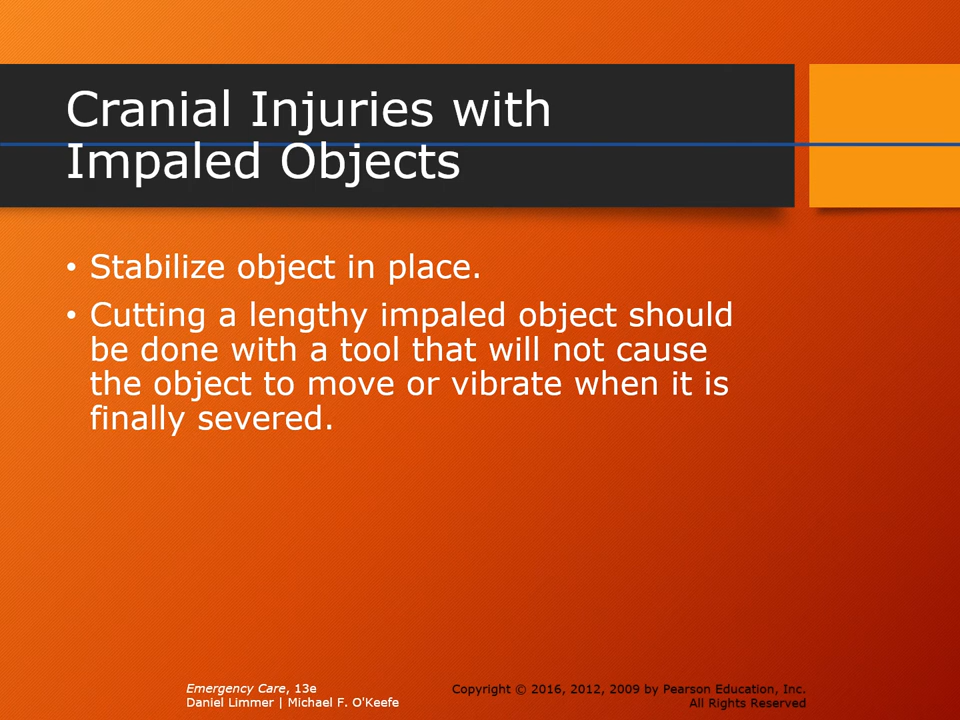 Cranial Injuries with
Impaled Objects
• Stabilize object in place.
• Cutting a lengthy impaled object should
be done with a tool that will not cause
the object to move or vibrate when it is
finally severed.
Emergency Care, 13e
Daniel Limmer | Michael F. O'Keefe
Copyright © 2016, 2012, 2009 by Pearson Education, Inc.
All Rights Reserved